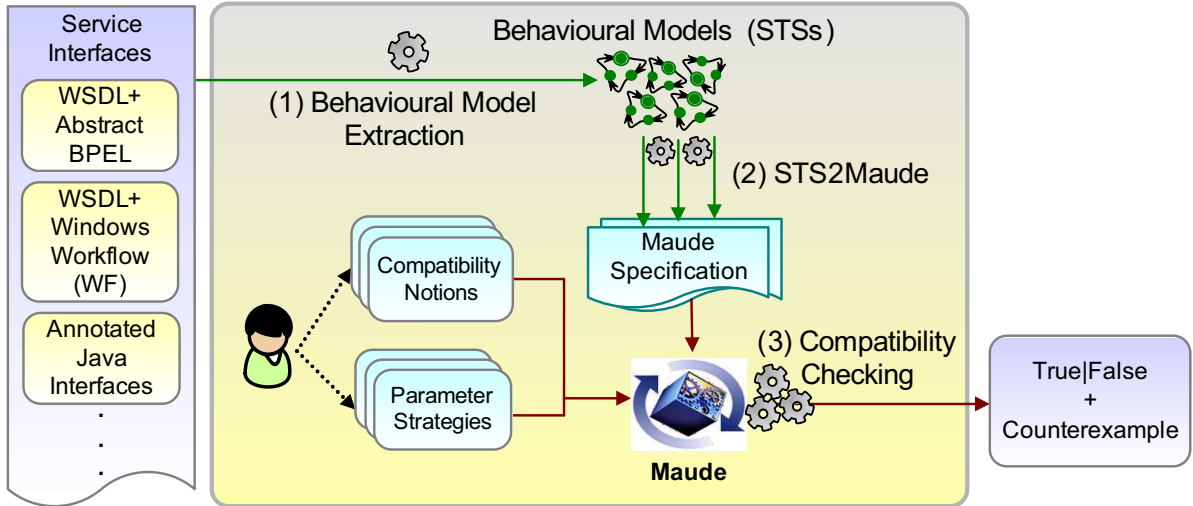 Service
Interfaces
WSDL+
Abstract
BPEL
WSDL+
Windows
Workflow
(WF)
Annotated
Java
Interfaces
.
.
.
Behavioural Models (STSs)
(1) Behavioural Model
Extraction
(2) STS2Maude
Maude
Specification
Compatibility
Notions
Parameter
Strategies
(3) Compatibility
Checking
Maude
True|False
+
Counterexample